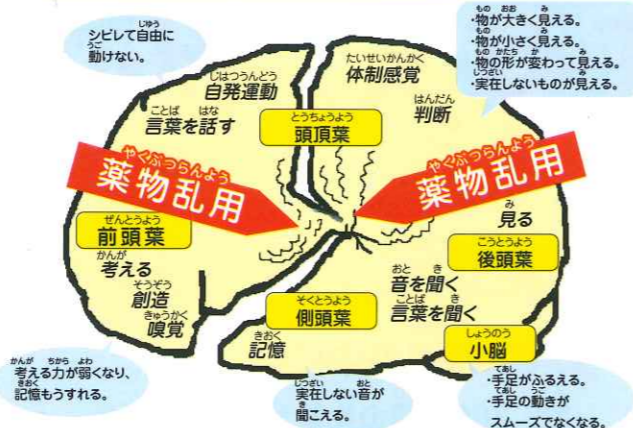 シビレて自由に
動けない。
自発運動
言葉を話す
頭頂葉
体制感覚
判断
・物が大きく見える。
・物が小さく見える。
・物の形が変わって見える。
・実在しないものが見える。
薬物乱用
薬物乱用
前頭葉
考える
創造
嗅覚
見る
後頭葉
音を聞く
言葉を聞く
側頭葉
記憶
小脳
考える力が弱くなり、
記憶もうすれる。
実在しない音が
聞こえる。
・手足がふるえる。
・手足の動きが
スムーズでなくなる。